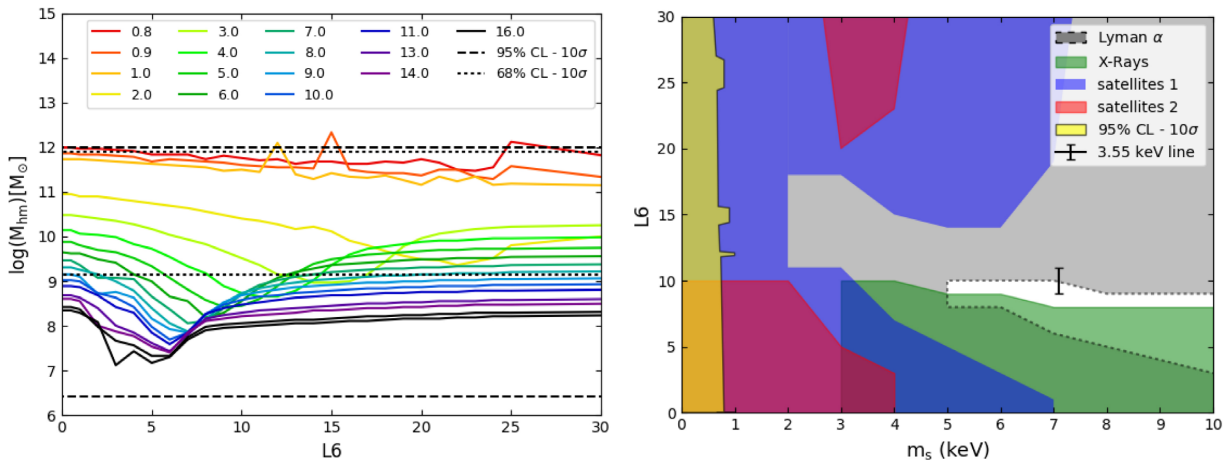 15
14
13
12
11
10
9
8
7
6
log(M_hm)[M_⊙]
0.8
0.9
1.0
2.0
3.0
4.0
5.0
6.0
7.0
8.0
9.0
10.0
11.0
13.0
14.0
16.0
95% CL - 10σ
68% CL - 10σ
0 5 10 15 20 25 30
L6
30
25
20
15
10
5
0
L6
Lyman α
X-Rays
satellites 1
satellites 2
95% CL - 10σ
3.55 keV line
0 1 2 3 4 5 6 7 8 9 10
m_s (keV)